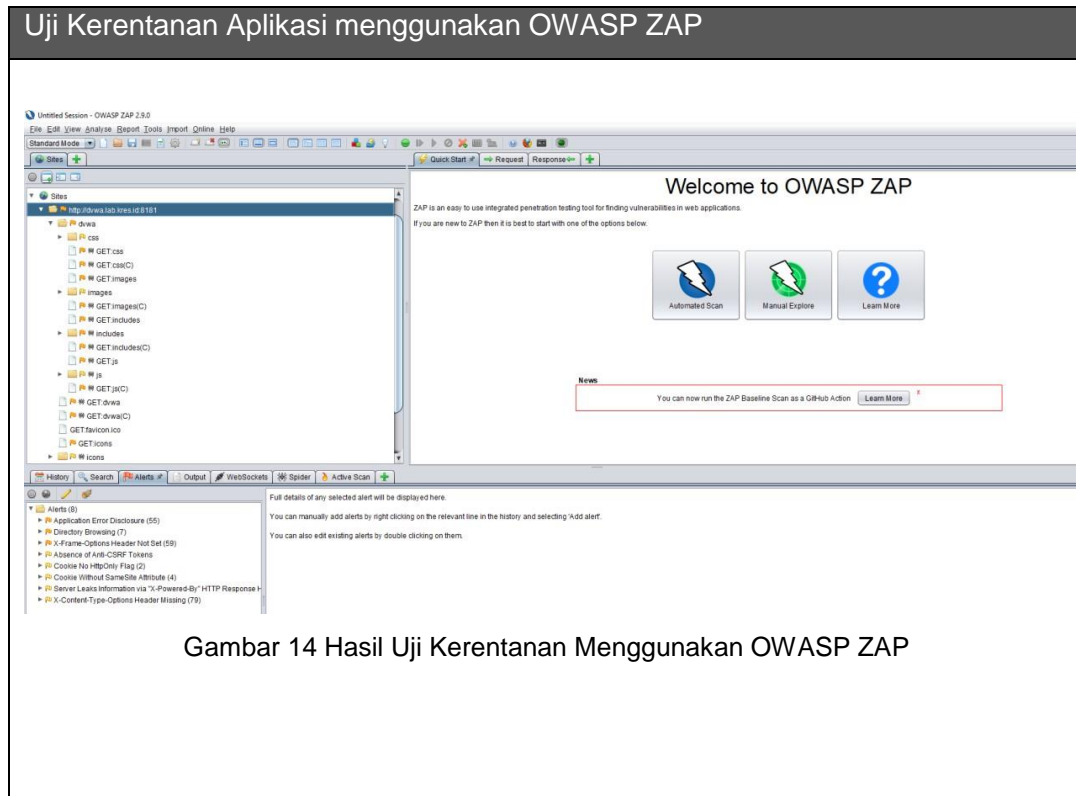 Uji Kerentanan Aplikasi menggunakan OWASP ZAP
Untitled Session - OWASP ZAP 2.9.0
File Edit View Analyse Report Tools Import Online Help
Standard Mode
Sites
Quick Start Request Response
Sites
http://dvwa.lab.xres.id:8181
dvwa
css
GET:css
GET:css(C)
GET:images
images
GET:images(C)
GET:includes
includes
GET:includes(C)
GET:js
js
GET:js(C)
GET:dvwa
GET:dvwa(C)
GET:favicon.ico
GET:icons
icons
Welcome to OWASP ZAP
ZAP is an easy to use integrated penetration testing tool for finding vulnerabilities in web applications.
If you are new to ZAP then it is best to start with one of the options below.
Automated Scan Manual Explore Learn More
News
You can now run the ZAP Baseline Scan as a GitHub Action Learn More
History Search Alerts Output WebSockets Spider Active Scan
Alerts (8)
Application Error Disclosure (55)
Directory Browsing (7)
X-Frame-Options Header Not Set (59)
Absence of Anti-CSRF Tokens
Cookie No HttpOnly Flag (2)
Cookie Without SameSite Attribute (4)
Server Leaks Information via "X-Powered-By" HTTP Response H
X-Content-Type-Options Header Missing (79)
Full details of any selected alert will be displayed here.
You can manually add alerts by right clicking on the relevant line in the history and selecting 'Add alert'.
You can also edit existing alerts by double clicking on them.
Gambar 14 Hasil Uji Kerentanan Menggunakan OWASP ZAP